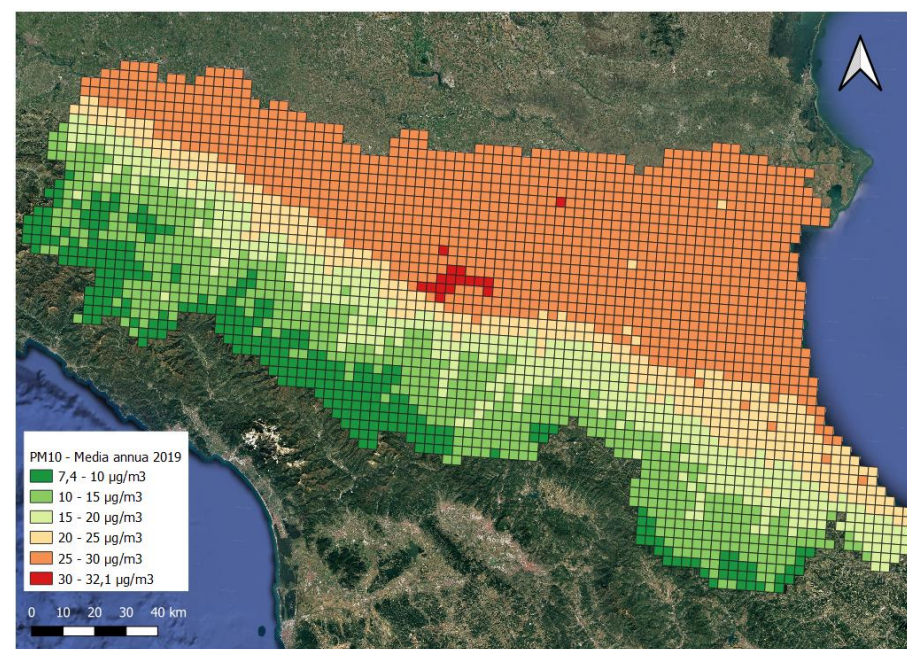 PM10 - Media annua 2019
7,4 - 10 µg/m3
10 - 15 µg/m3
15 - 20 µg/m3
20 - 25 µg/m3
25 - 30 µg/m3
30 - 32,1 µg/m3
0 10 20 30 40 km